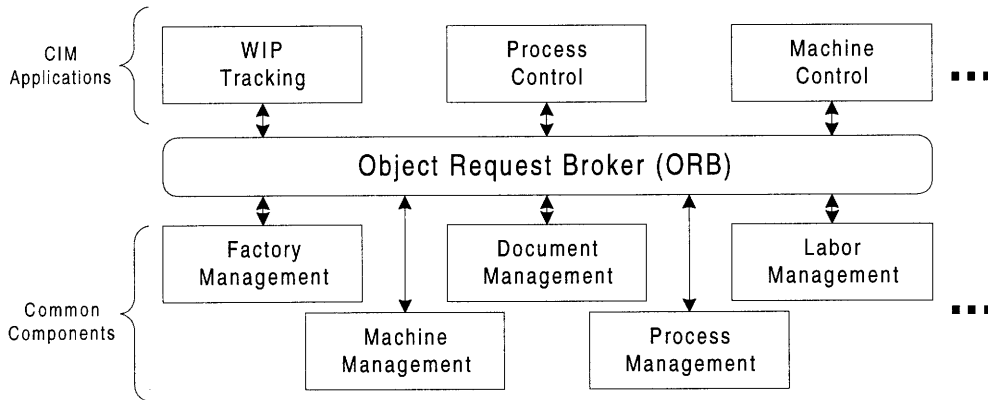 CIM
Applications
WIP
Tracking
Process
Control
Machine
Control
Object Request Broker (ORB)
Common
Components
Factory
Management
Document
Management
Labor
Management
Machine
Management
Process
Management